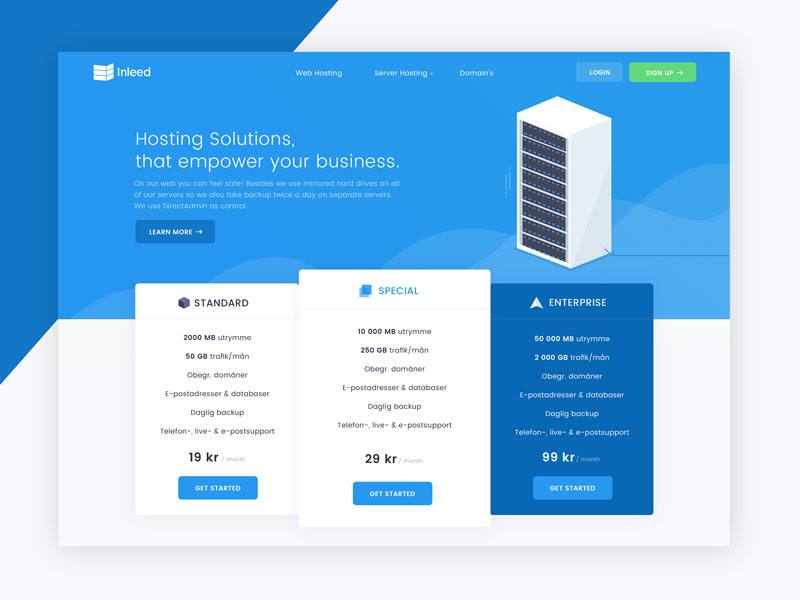 Inleed
Web Hosting
Server Hosting
Domain's
LOGIN
SIGN UP →
Hosting Solutions,
that empower your business.
On our web you can feel safe! Besides we use mirrored hard drives an all
of our servers so we also take backup twice a day on separate servers.
We use DirectAdmin as control.
LEARN MORE →
STANDARD
2000 MB utrymme
50 GB trafik/mån
Obegr. domäner
E-postadresser & databaser
Daglig backup
Telefon-, live- & e-postsupport
19 kr / month
GET STARTED
SPECIAL
10 000 MB utrymme
250 GB trafik/mån
Obegr. domäner
E-postadresser & databaser
Daglig backup
Telefon-, live- & e-postsupport
29 kr / month
GET STARTED
ENTERPRISE
50 000 MB utrymme
2 000 GB trafik/mån
Obegr. domäner
E-postadresser & databaser
Daglig backup
Telefon-, live- & e-postsupport
99 kr / month
GET STARTED